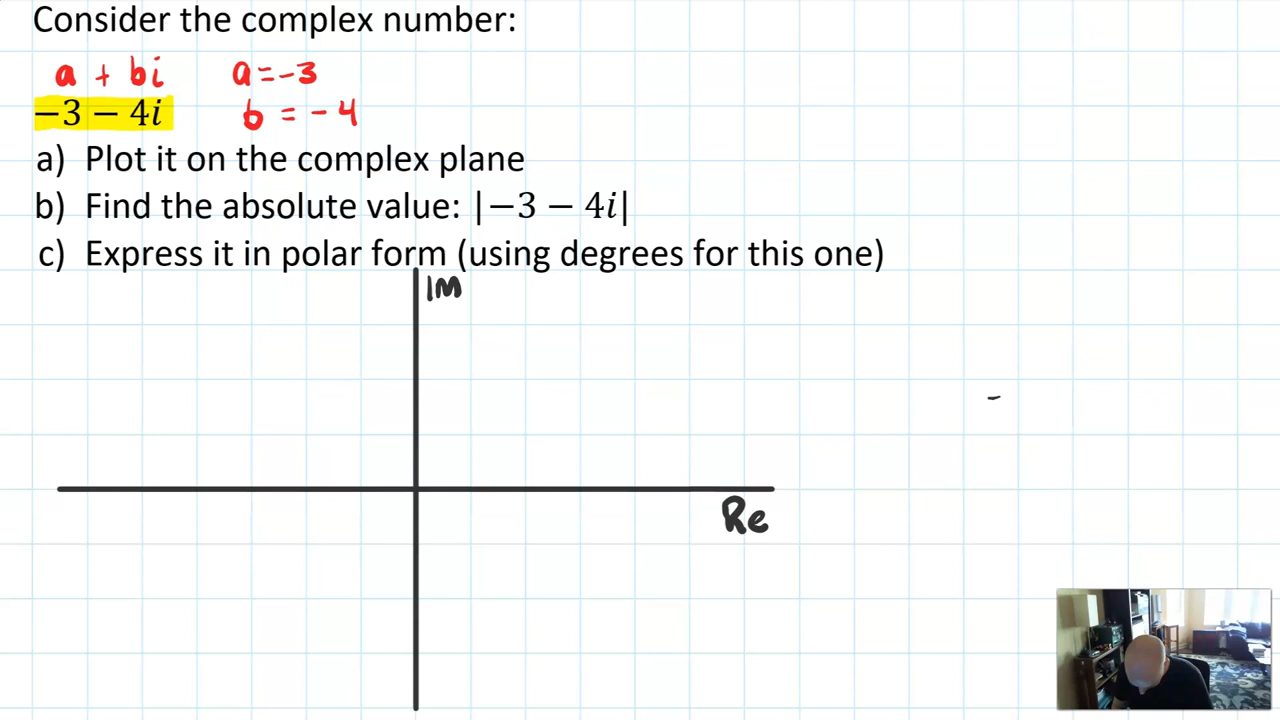 Consider the complex number:
a + bi a = -3
−3 − 4i b = - 4
a) Plot it on the complex plane
b) Find the absolute value: |−3 − 4i|
c) Express it in polar form (using degrees for this one)
IM
-
Re